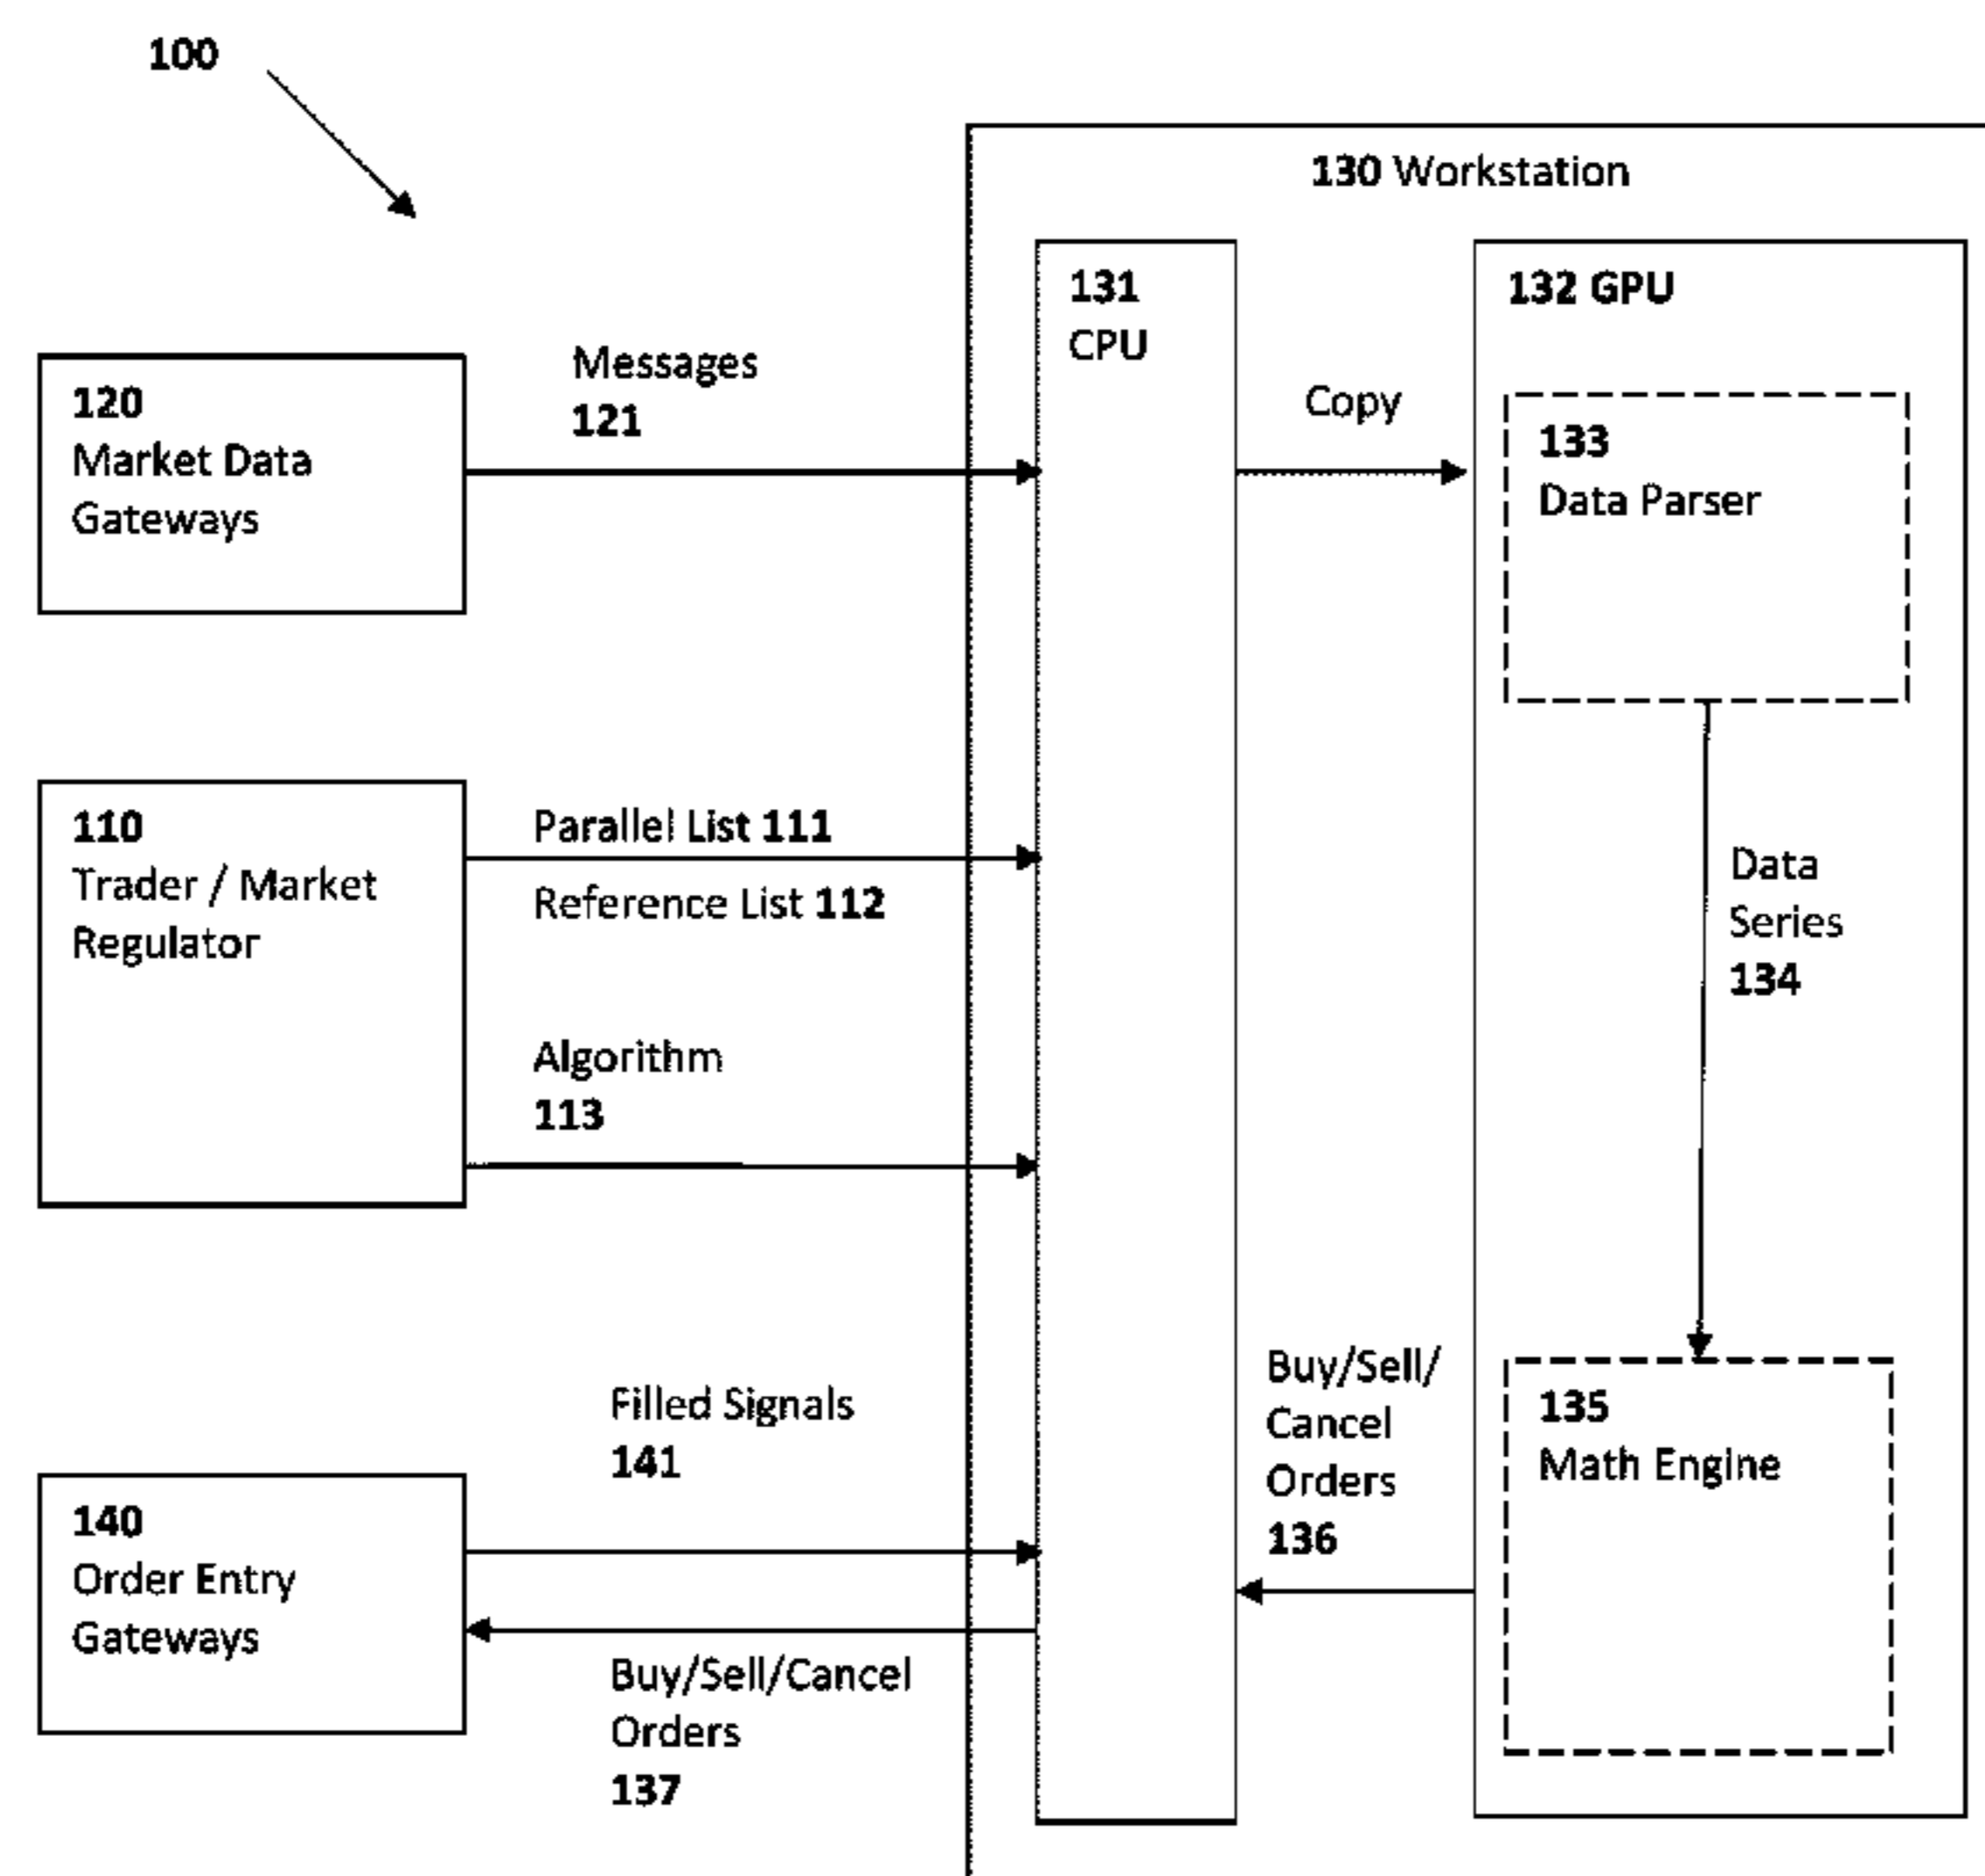 100
130 Workstation
131
CPU
132 GPU
120
Market Data
Gateways
Messages
121
Copy
133
Data Parser
110
Trader / Market
Regulator
Parallel List 111
Reference List 112
Algorithm
113
Data
Series
134
140
Order Entry
Gateways
Filled Signals
141
Buy/Sell/Cancel
Orders
137
Buy/Sell/
Cancel
Orders
136
135
Math Engine